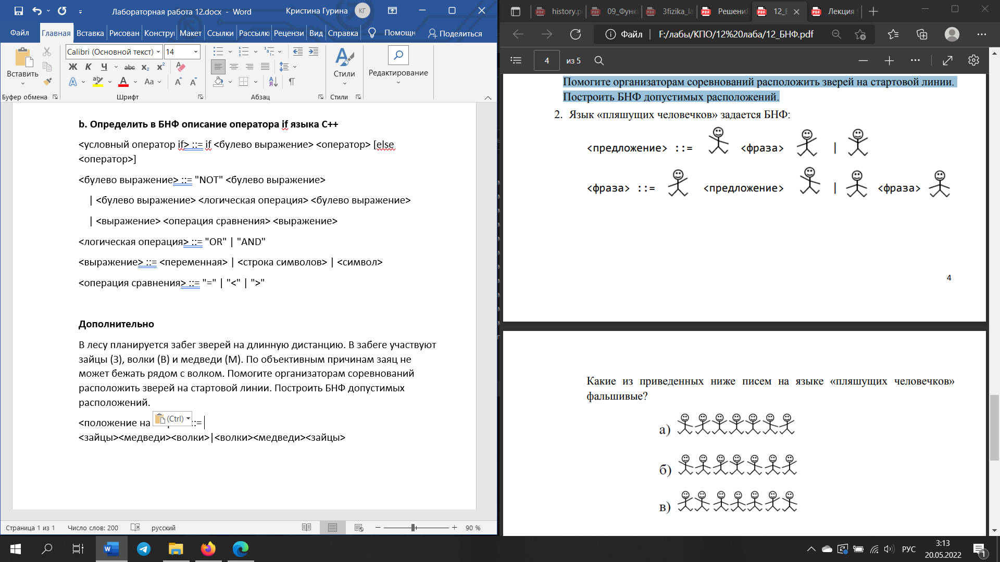 Лабораторная работа 12.docx - Word
Кристина Гурина
КГ
Файл
Главная
Вставка
Рисован
Констру
Макет
Ссылки
Рассылк
Рецензи
Вид
Справка
Помощн
Поделиться
Вставить
Calibri (Основной текст)
14
Ж К Ч abc x₂ x²
Aa
Стили
Редактирование
Буфер обмена
Шрифт
Абзац
Стили
b. Определить в БНФ описание оператора if языка C++
<условный оператор if> ::= if <булево выражение> <оператор> [else
<оператор>]
<булево выражение> ::= "NOT" <булево выражение>
| <булево выражение> <логическая операция> <булево выражение>
| <выражение> <операция сравнения> <выражение>
<логическая операция> ::= "OR" | "AND"
<выражение> ::= <переменная> | <строка символов> | <символ>
<операция сравнения> ::= "=" | "<" | ">"
Дополнительно
В лесу планируется забег зверей на длинную дистанцию. В забеге участвуют
зайцы (З), волки (В) и медведи (М). По объективным причинам заяц не
может бежать рядом с волком. Помогите организаторам соревнований
расположить зверей на стартовой линии. Построить БНФ допустимых
расположений.
<положение на ::=
(Ctrl)
<зайцы><медведи><волки>|<волки><медведи><зайцы>
Страница 1 из 1
Число слов: 200
русский
90 %
history.p
09_Функ
3fizika_la
Решения
12_Б
Лекция 9
Файл
F:/лабы/КПО/12%20лаба/12_БНФ.pdf
4
из 5
Помогите организаторам соревнований расположить зверей на стартовой линии.
Построить БНФ допустимых расположений.
2. Язык «пляшущих человечков» задается БНФ:
<предложение> ::= <фраза> |
<фраза> ::= <предложение> | <фраза>
4
Какие из приведенных ниже писем на языке «пляшущих человечков»
фальшивые?
а)
б)
в)
РУС
3:13
20.05.2022
1